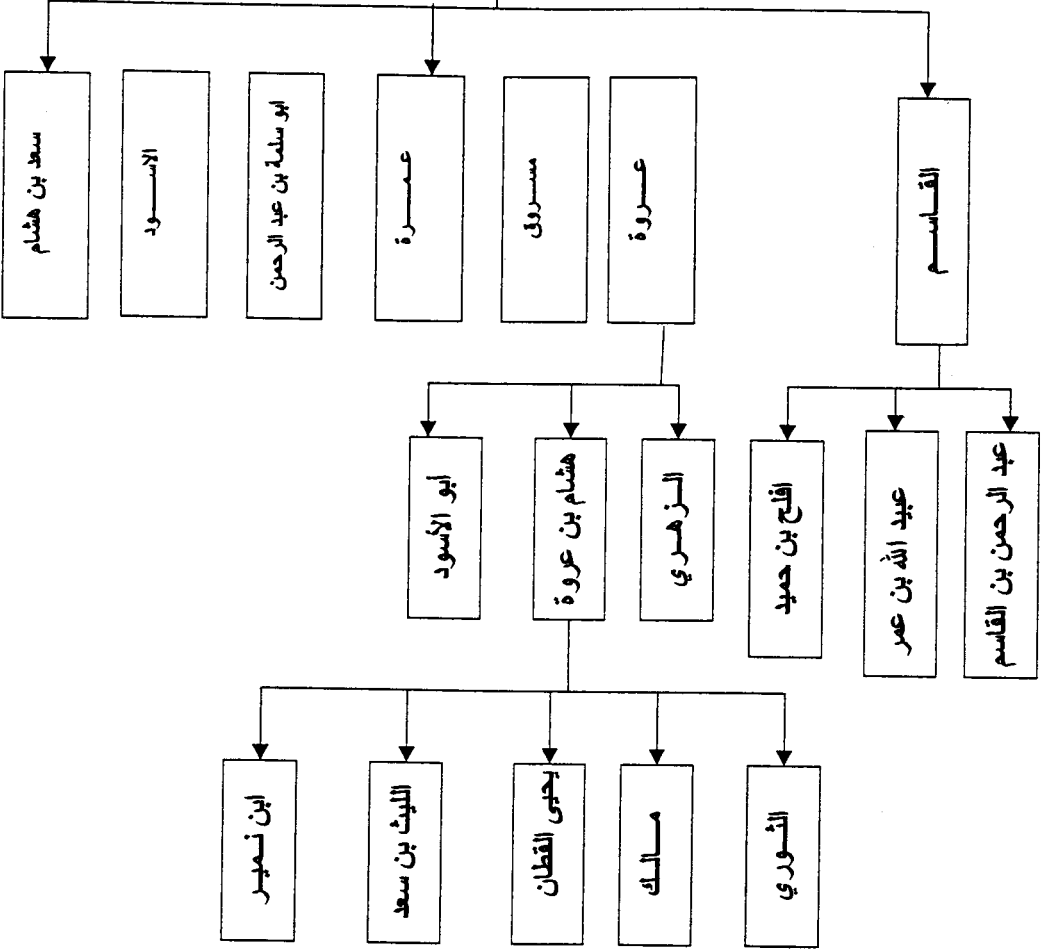 القاسم
عروة
مسروق
عمرة
ابو سلمة بن عبد الرحمن
الاسود
سعد بن هشام
عبد الرحمن بن القاسم
عبيد الله بن عمر
افلح بن حميد
الزهري
هشام بن عروة
ابو الأسود
الثوري
مالك
يحيى القطان
الليث بن سعد
ابن نمير